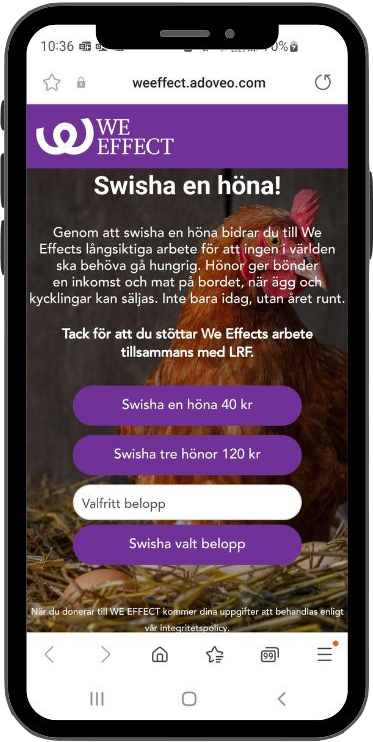 10:36
70%
weeffect.adoveo.com
WE
EFFECT
Swisha en höna!
Genom att swisha en höna bidrar du till We
Effects långsiktiga arbete för att ingen i världen
ska behöva gå hungrig. Hönor ger bönder
en inkomst och mat på bordet, när ägg och
kycklingar kan säljas. Inte bara idag, utan året runt.
Tack för att du stöttar We Effects arbete
tillsammans med LRF.
Swisha en höna 40 kr
Swisha tre hönor 120 kr
Valfritt belopp
Swisha valt belopp
När du donerar till WE EFFECT kommer dina uppgifter att behandlas enligt
vår integritetspolicy.
99